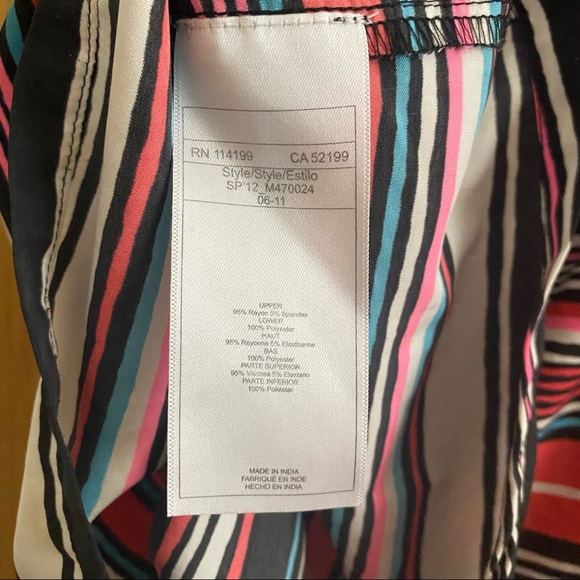 RN 114199 CA 52199
Style/Style/Estilo
SP'12_M470024
06-11
UPPER
95% Rayon 5% Spandex
LOWER
100% Polyester
HAUT
95% Rayonne 5% Elasthanne
BAS
100% Polyester
PARTE SUPERIOR
95% Viscosa 5% Elastano
PARTE INFERIOR
100% Poliéster
MADE IN INDIA
FABRIQUÉ EN INDE
HECHO EN INDIA